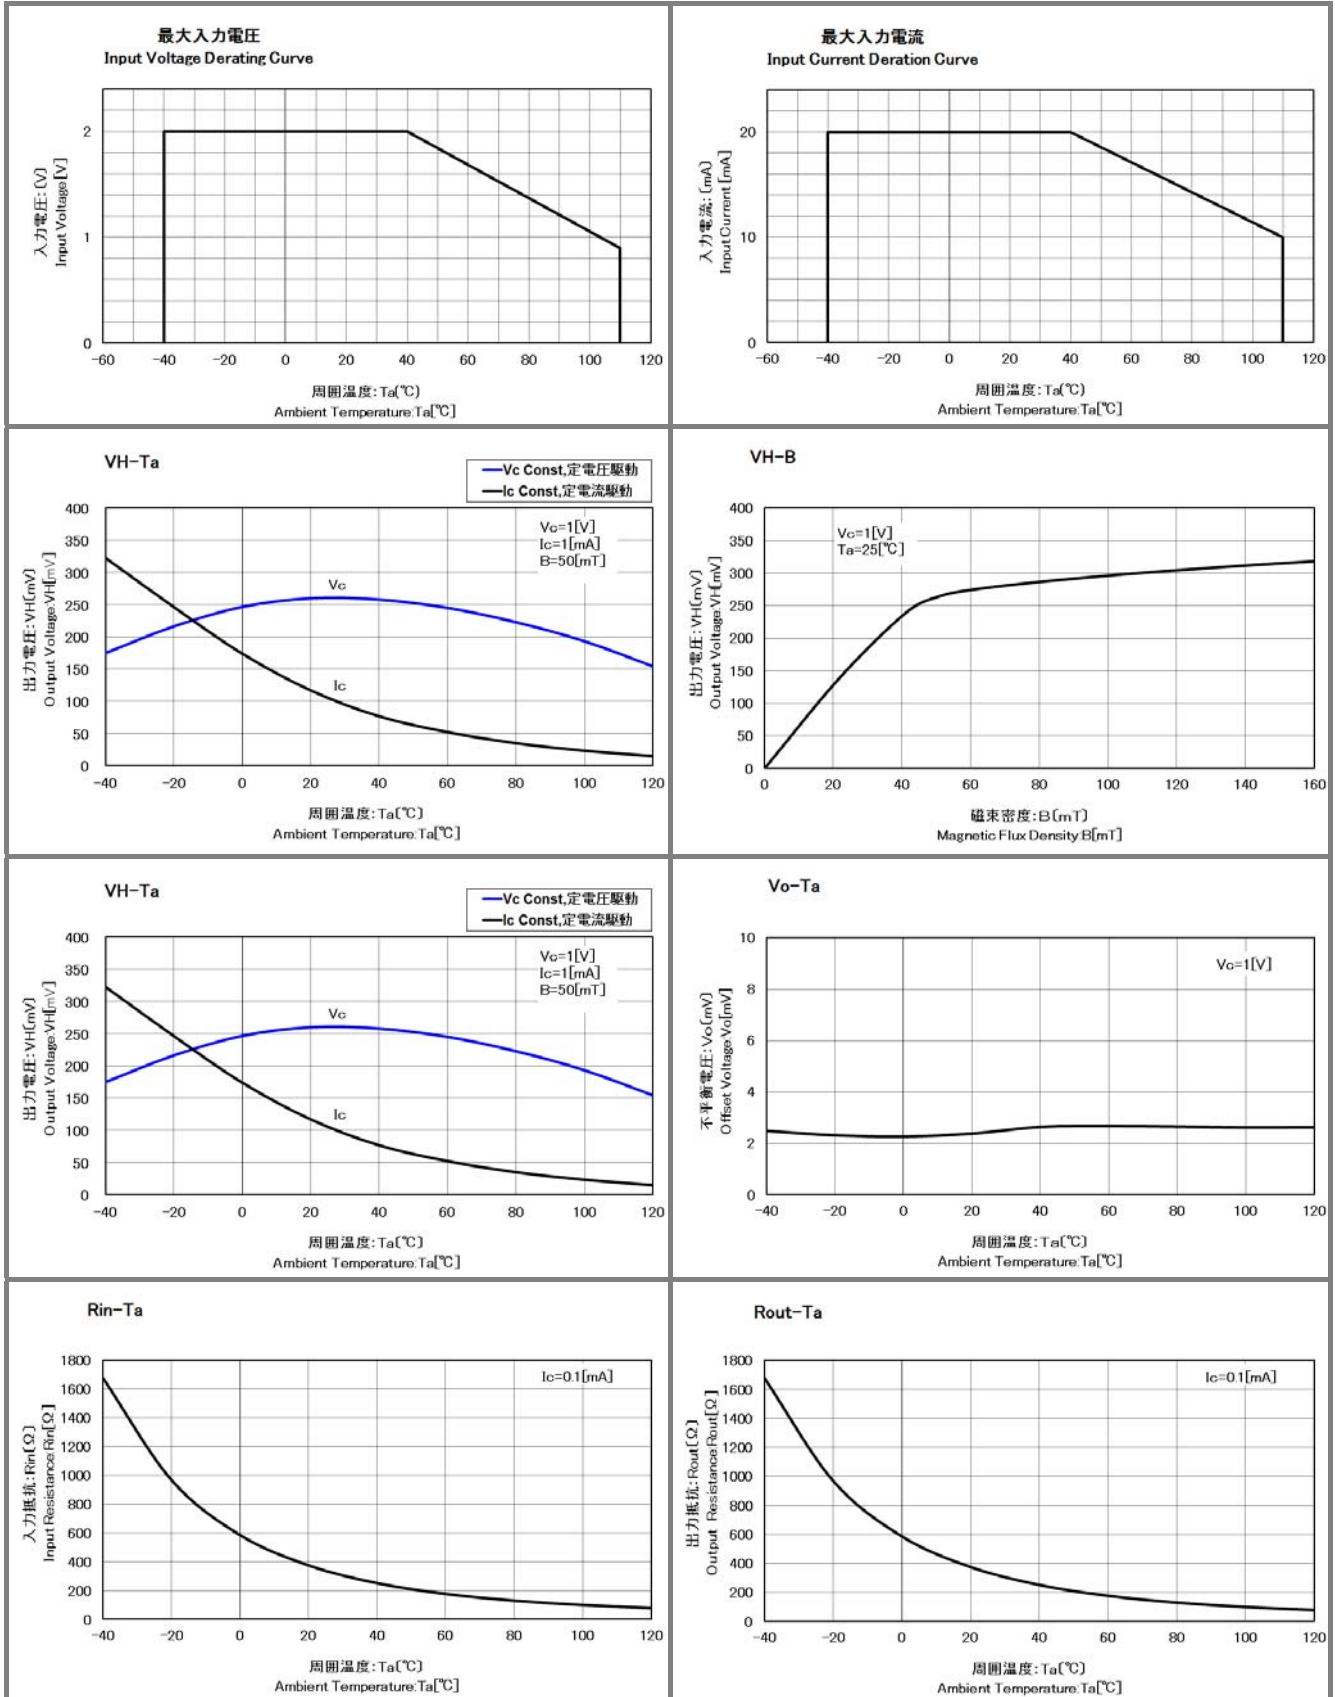 最大入力電圧
Input Voltage Derating Curve
2
1
0
入力電圧: (V)
Input Voltage[V]
-60 -40 -20 0 20 40 60 80 100 120
周囲温度:Ta(℃)
Ambient Temperature:Ta[℃]
最大入力電流
Input Current Deration Curve
20
10
0
入力電流: (mA)
Input Current [mA]
-60 -40 -20 0 20 40 60 80 100 120
周囲温度:Ta(℃)
Ambient Temperature:Ta[℃]
VH-Ta
Vc Const,定電圧駆動
Ic Const,定電流駆動
Vc=1[V]
Ic=1[mA]
B=50[mT]
Vc
Ic
400
350
300
250
200
150
100
50
0
出力電圧:VH(mV)
Output Voltage:VH[mV]
-40 -20 0 20 40 60 80 100 120
周囲温度:Ta(℃)
Ambient Temperature:Ta[℃]
VH-B
Vc=1[V]
Ta=25[℃]
400
350
300
250
200
150
100
50
0
出力電圧:VH(mV)
Output Voltage:VH[mV]
0 20 40 60 80 100 120 140 160
磁束密度:B(mT)
Magnetic Flux Density:B[mT]
VH-Ta
Vc Const,定電圧駆動
Ic Const,定電流駆動
Vc=1[V]
Ic=1[mA]
B=50[mT]
Vc
Ic
400
350
300
250
200
150
100
50
0
出力電圧:VH(mV)
Output Voltage:VH[mV]
-40 -20 0 20 40 60 80 100 120
周囲温度:Ta(℃)
Ambient Temperature:Ta[℃]
Vo-Ta
Vc=1[V]
10
8
6
4
2
0
不平衡電圧:Vo(mV)
Offset Voltage:Vo[mV]
-40 -20 0 20 40 60 80 100 120
周囲温度:Ta(℃)
Ambient Temperature:Ta[℃]
Rin-Ta
Ic=0.1[mA]
1800
1600
1400
1200
1000
800
600
400
200
0
入力抵抗:Rin[Ω]
Input Resistance:Rin[Ω]
-40 -20 0 20 40 60 80 100 120
周囲温度:Ta(℃)
Ambient Temperature:Ta[℃]
Rout-Ta
Ic=0.1[mA]
1800
1600
1400
1200
1000
800
600
400
200
0
出力抵抗:Rout(Ω)
Output Resistance:Rout[Ω]
-40 -20 0 20 40 60 80 100 120
周囲温度:Ta(℃)
Ambient Temperature:Ta[℃]